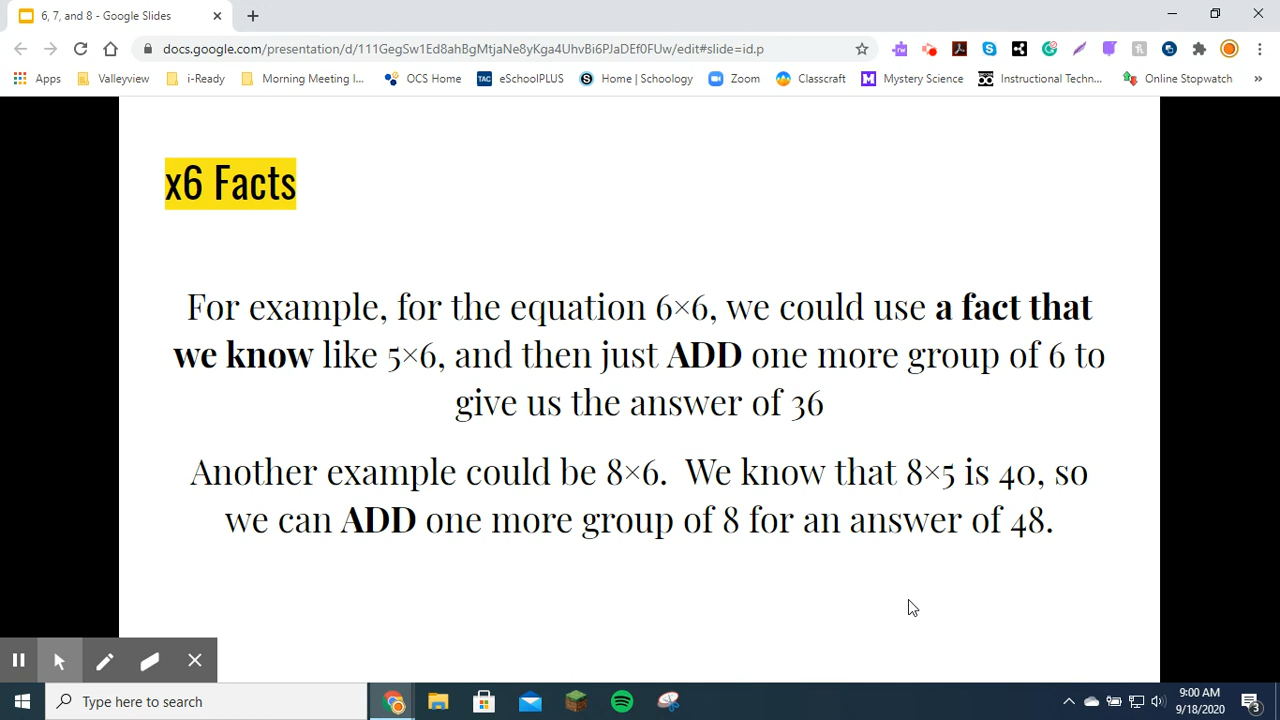 6, 7, and 8 - Google Slides
docs.google.com/presentation/d/111GegSw1Ed8ahBgMtjaNe8yKga4UhvBi6PJaDEf0FUw/edit#slide=id.p
Apps Valleyview i-Ready Morning Meeting I... OCS Home eSchoolPLUS Home | Schoology Zoom Classcraft Mystery Science Instructional Techn... Online Stopwatch »
x6 Facts
For example, for the equation 6×6, we could use a fact that
we know like 5×6, and then just ADD one more group of 6 to
give us the answer of 36
Another example could be 8×6. We know that 8×5 is 40, so
we can ADD one more group of 8 for an answer of 48.
Type here to search
9:00 AM
9/18/2020
3